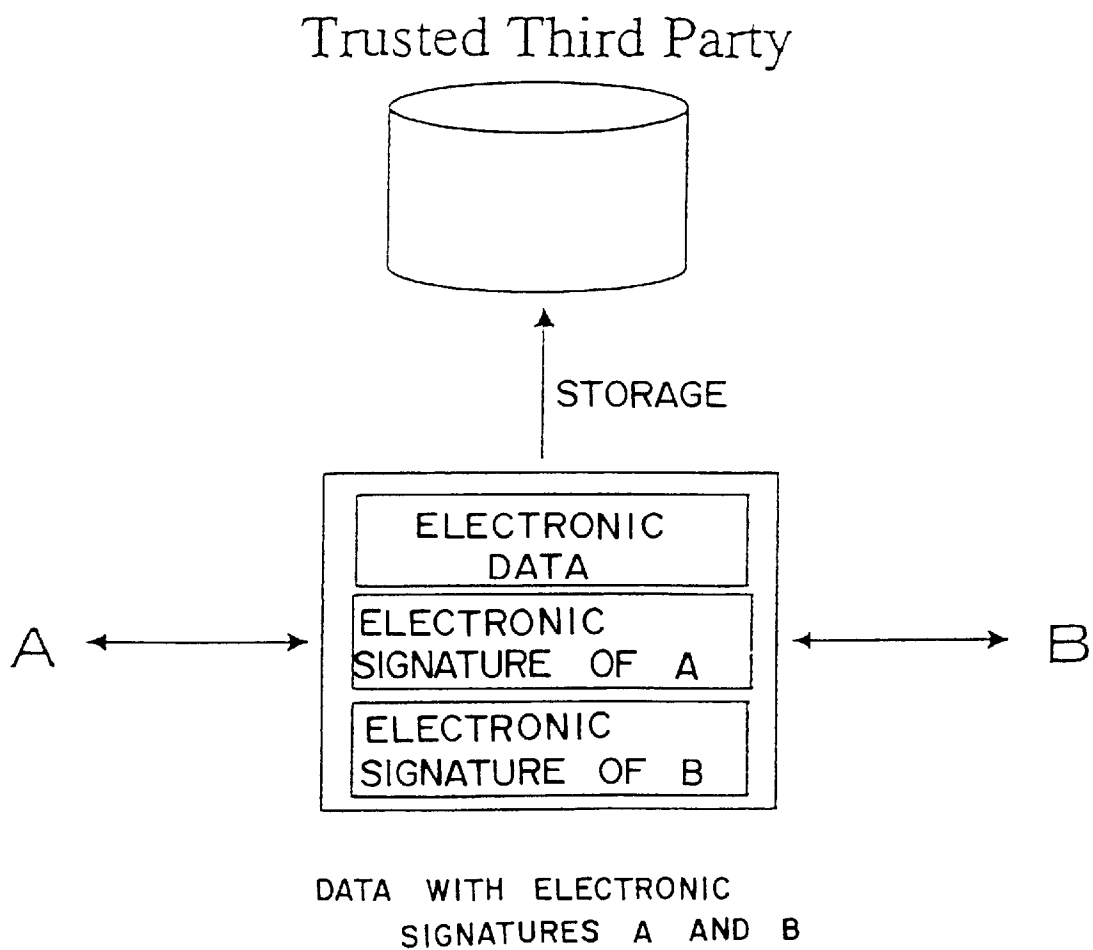 Trusted Third Party
STORAGE
ELECTRONIC
DATA
A
ELECTRONIC
SIGNATURE OF A
B
ELECTRONIC
SIGNATURE OF B
DATA WITH ELECTRONIC
SIGNATURES A AND B